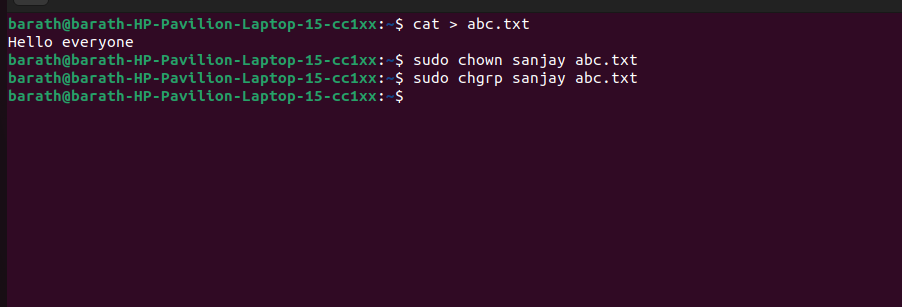 barath@barath-HP-Pavilion-Laptop-15-cc1xx:~$ cat > abc.txt
Hello everyone
barath@barath-HP-Pavilion-Laptop-15-cc1xx:~$ sudo chown sanjay abc.txt
barath@barath-HP-Pavilion-Laptop-15-cc1xx:~$ sudo chgrp sanjay abc.txt
barath@barath-HP-Pavilion-Laptop-15-cc1xx:~$